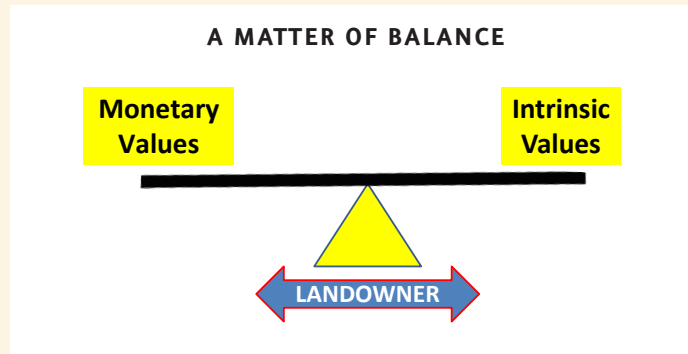 A MATTER OF BALANCE
Monetary
Values
Intrinsic
Values
LANDOWNER